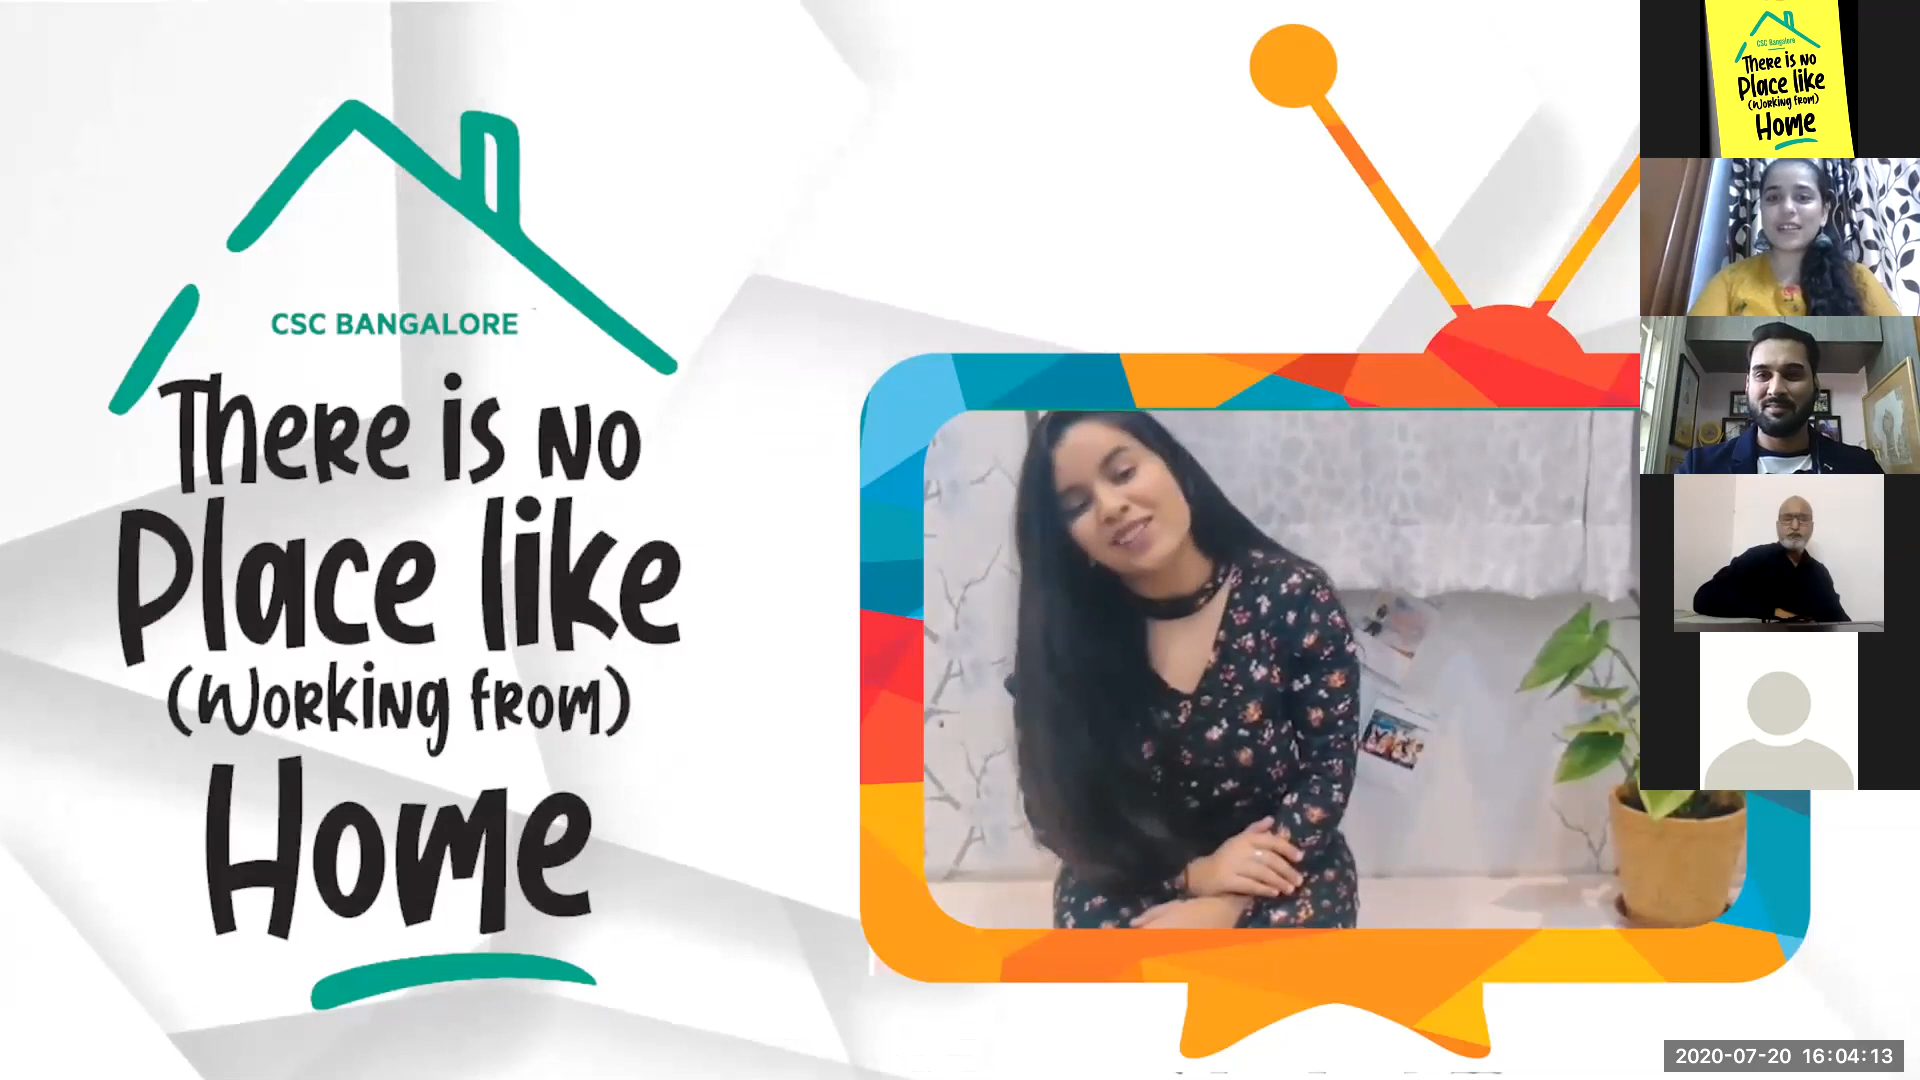 CSC BANGALORE
There is no
Place like
(Working from)
Home
CSC Bangalore
There is no
Place like
(Working from)
Home
2020-07-20 16:04:13